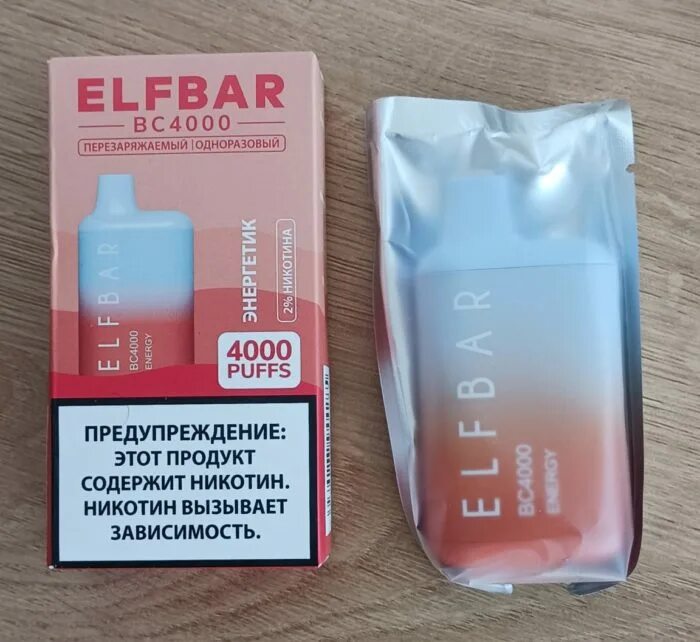 ELFBAR
BC4000
ПЕРЕЗАРЯЖАЕМЫЙ | ОДНОРАЗОВЫЙ
ELFBAR
BC4000
ENERGY
ЭНЕРГЕТИК
2% НИКОТИНА
4000
PUFFS
ПРЕДУПРЕЖДЕНИЕ:
ЭТОТ ПРОДУКТ
СОДЕРЖИТ НИКОТИН.
НИКОТИН ВЫЗЫВАЕТ
ЗАВИСИМОСТЬ.
ELFBAR
BC4000
ENERGY